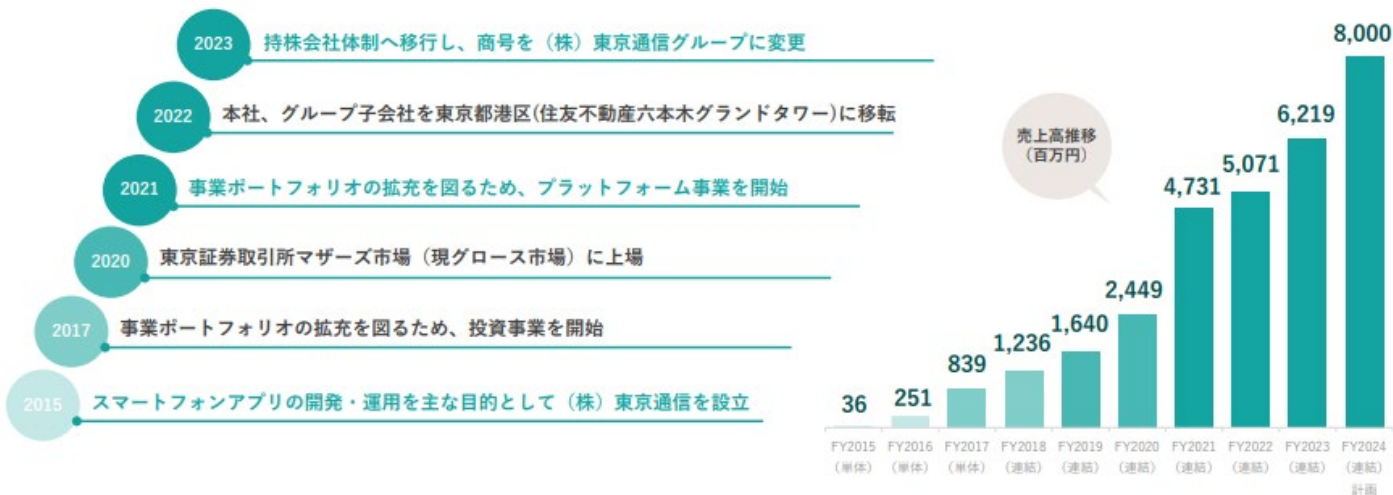 2023
持株会社体制へ移行し、商号を（株）東京通信グループに変更
2022
本社、グループ子会社を東京都港区(住友不動産六本木グランドタワー)に移転
2021
事業ポートフォリオの拡充を図るため、プラットフォーム事業を開始
2020
東京証券取引所マザーズ市場（現グロース市場）に上場
2017
事業ポートフォリオの拡充を図るため、投資事業を開始
2015
スマートフォンアプリの開発・運用を主な目的として（株）東京通信を設立
売上高推移
（百万円）
36
251
839
1,236
1,640
2,449
4,731
5,071
6,219
8,000
FY2015
（単体）
FY2016
（単体）
FY2017
（単体）
FY2018
（連結）
FY2019
（連結）
FY2020
（連結）
FY2021
（連結）
FY2022
（連結）
FY2023
（連結）
FY2024
（連結）
計画